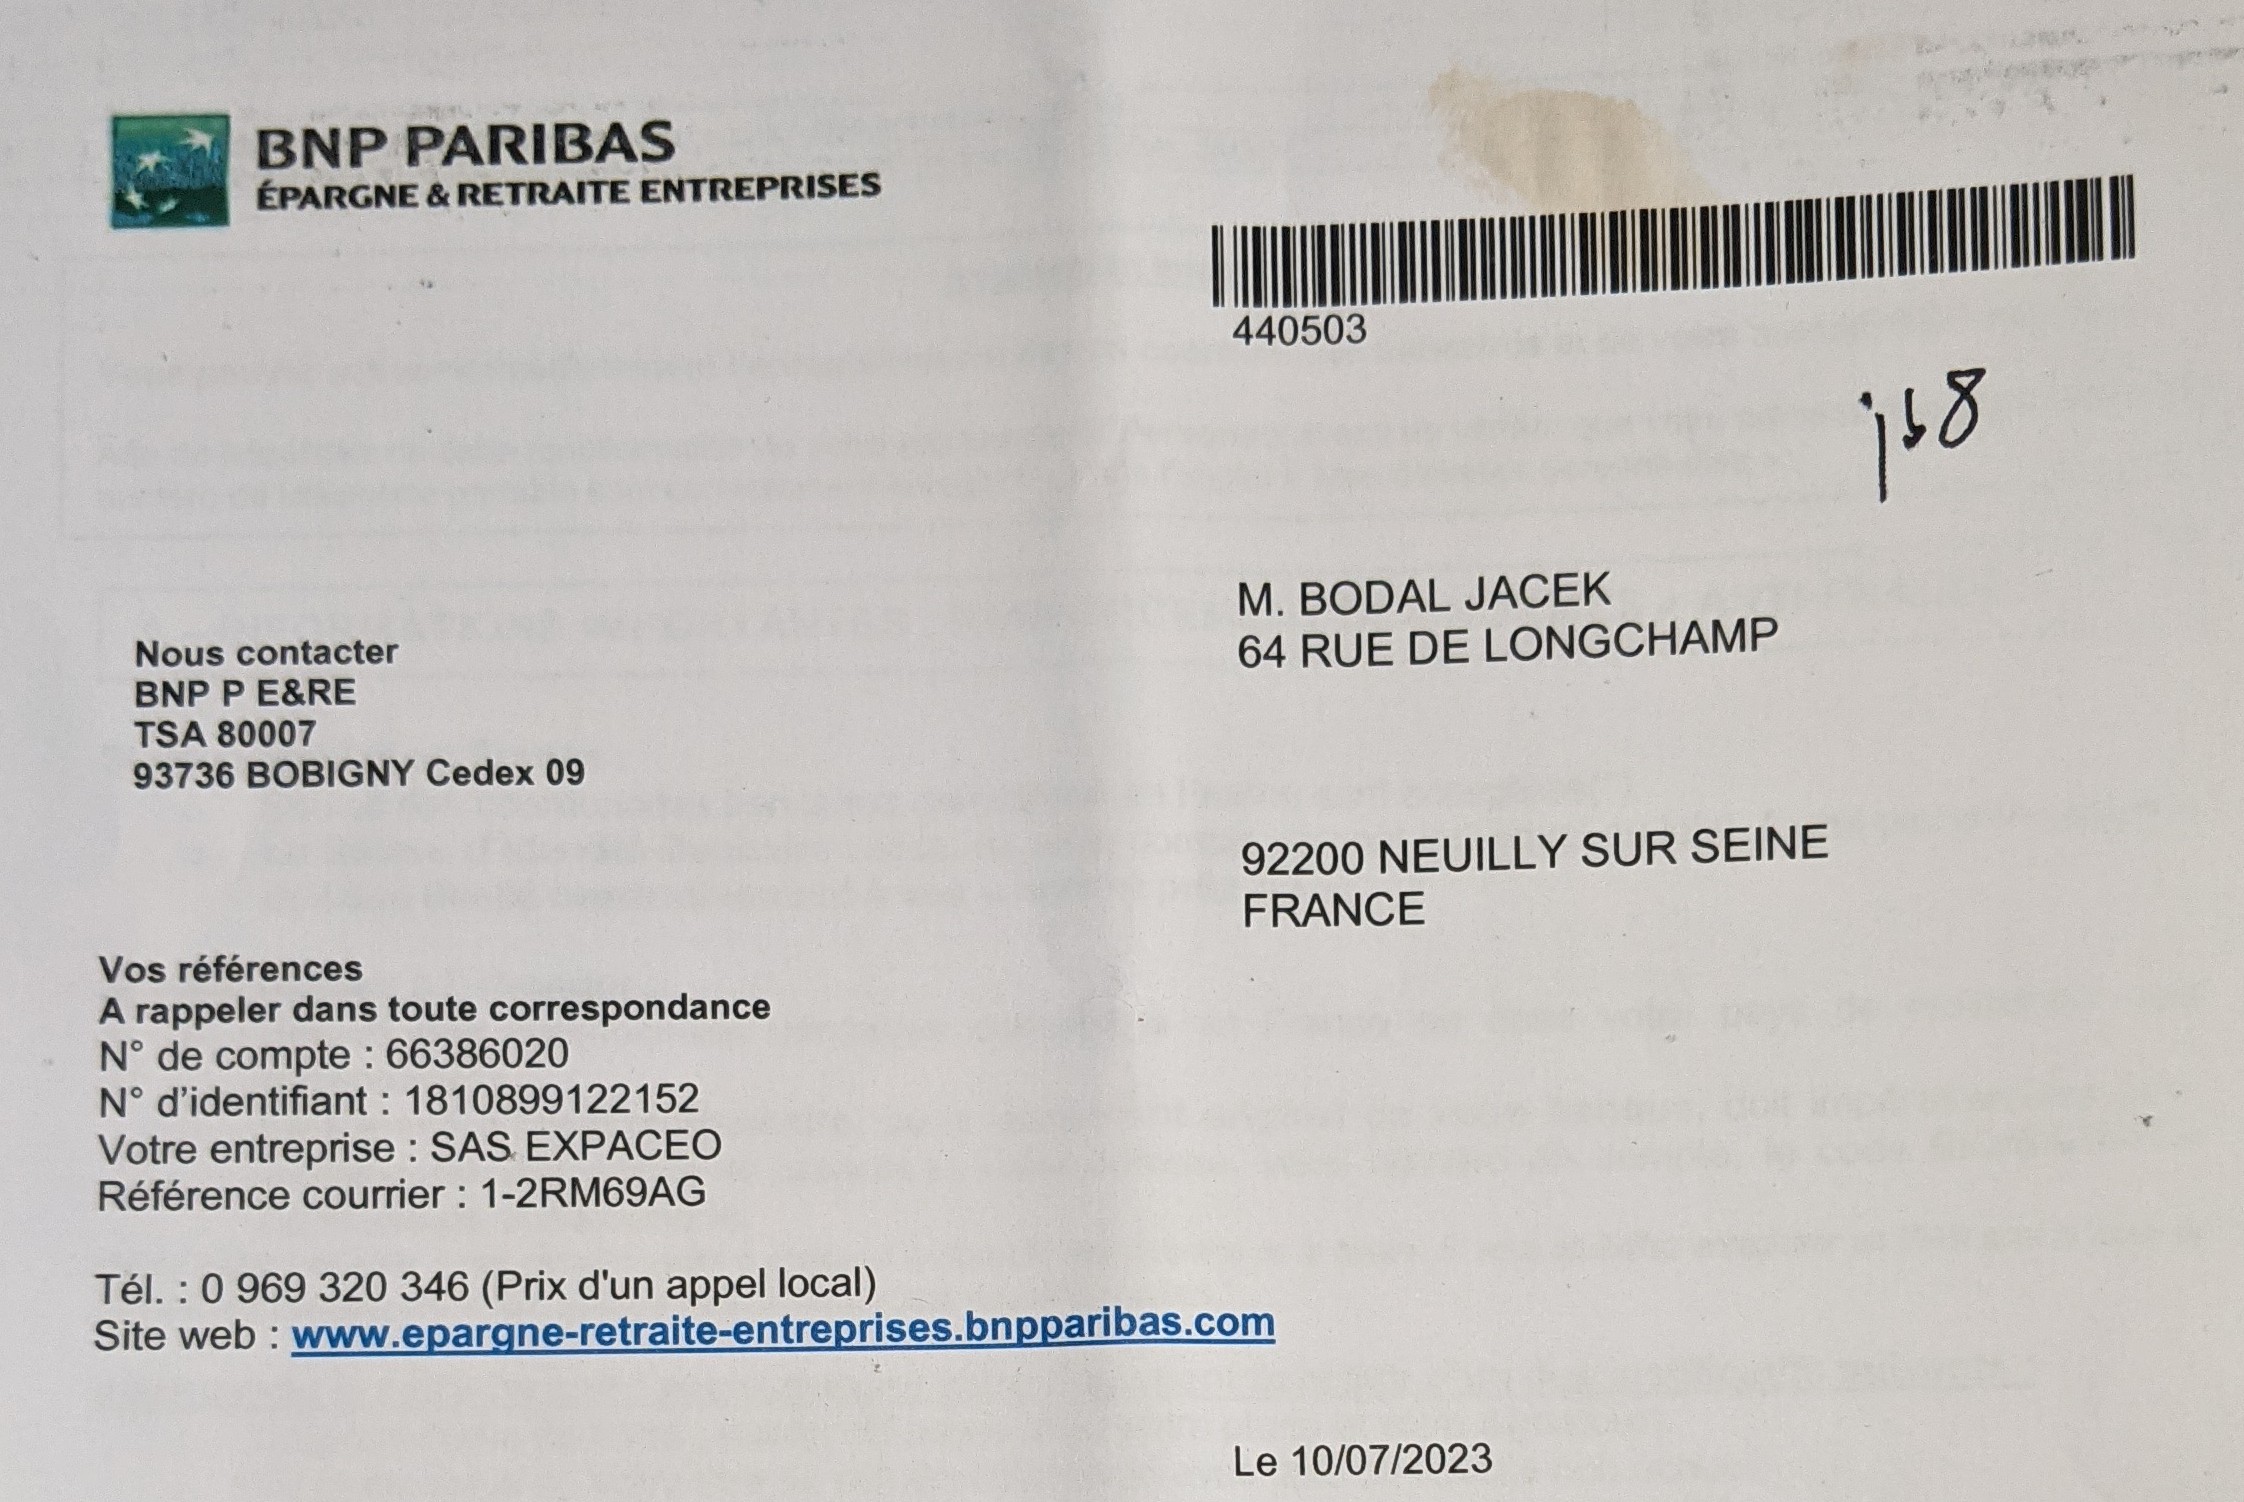 BNP PARIBAS
ÉPARGNE & RETRAITE ENTREPRISES
440503
M. BODAL JACEK
64 RUE DE LONGCHAMP
92200 NEUILLY SUR SEINE
FRANCE
Nous contacter
BNP P E&RE
TSA 80007
93736 BOBIGNY Cedex 09
Vos références
A rappeler dans toute correspondance
N° de compte : 66386020
N° d'identifiant : 1810899122152
Votre entreprise : SAS EXPACEO
Référence courrier : 1-2RM69AG
Tél. : 0 969 320 346 (Prix d'un appel local)
Site web : www.epargne-retraite-entreprises.bnpparibas.com
Le 10/07/2023